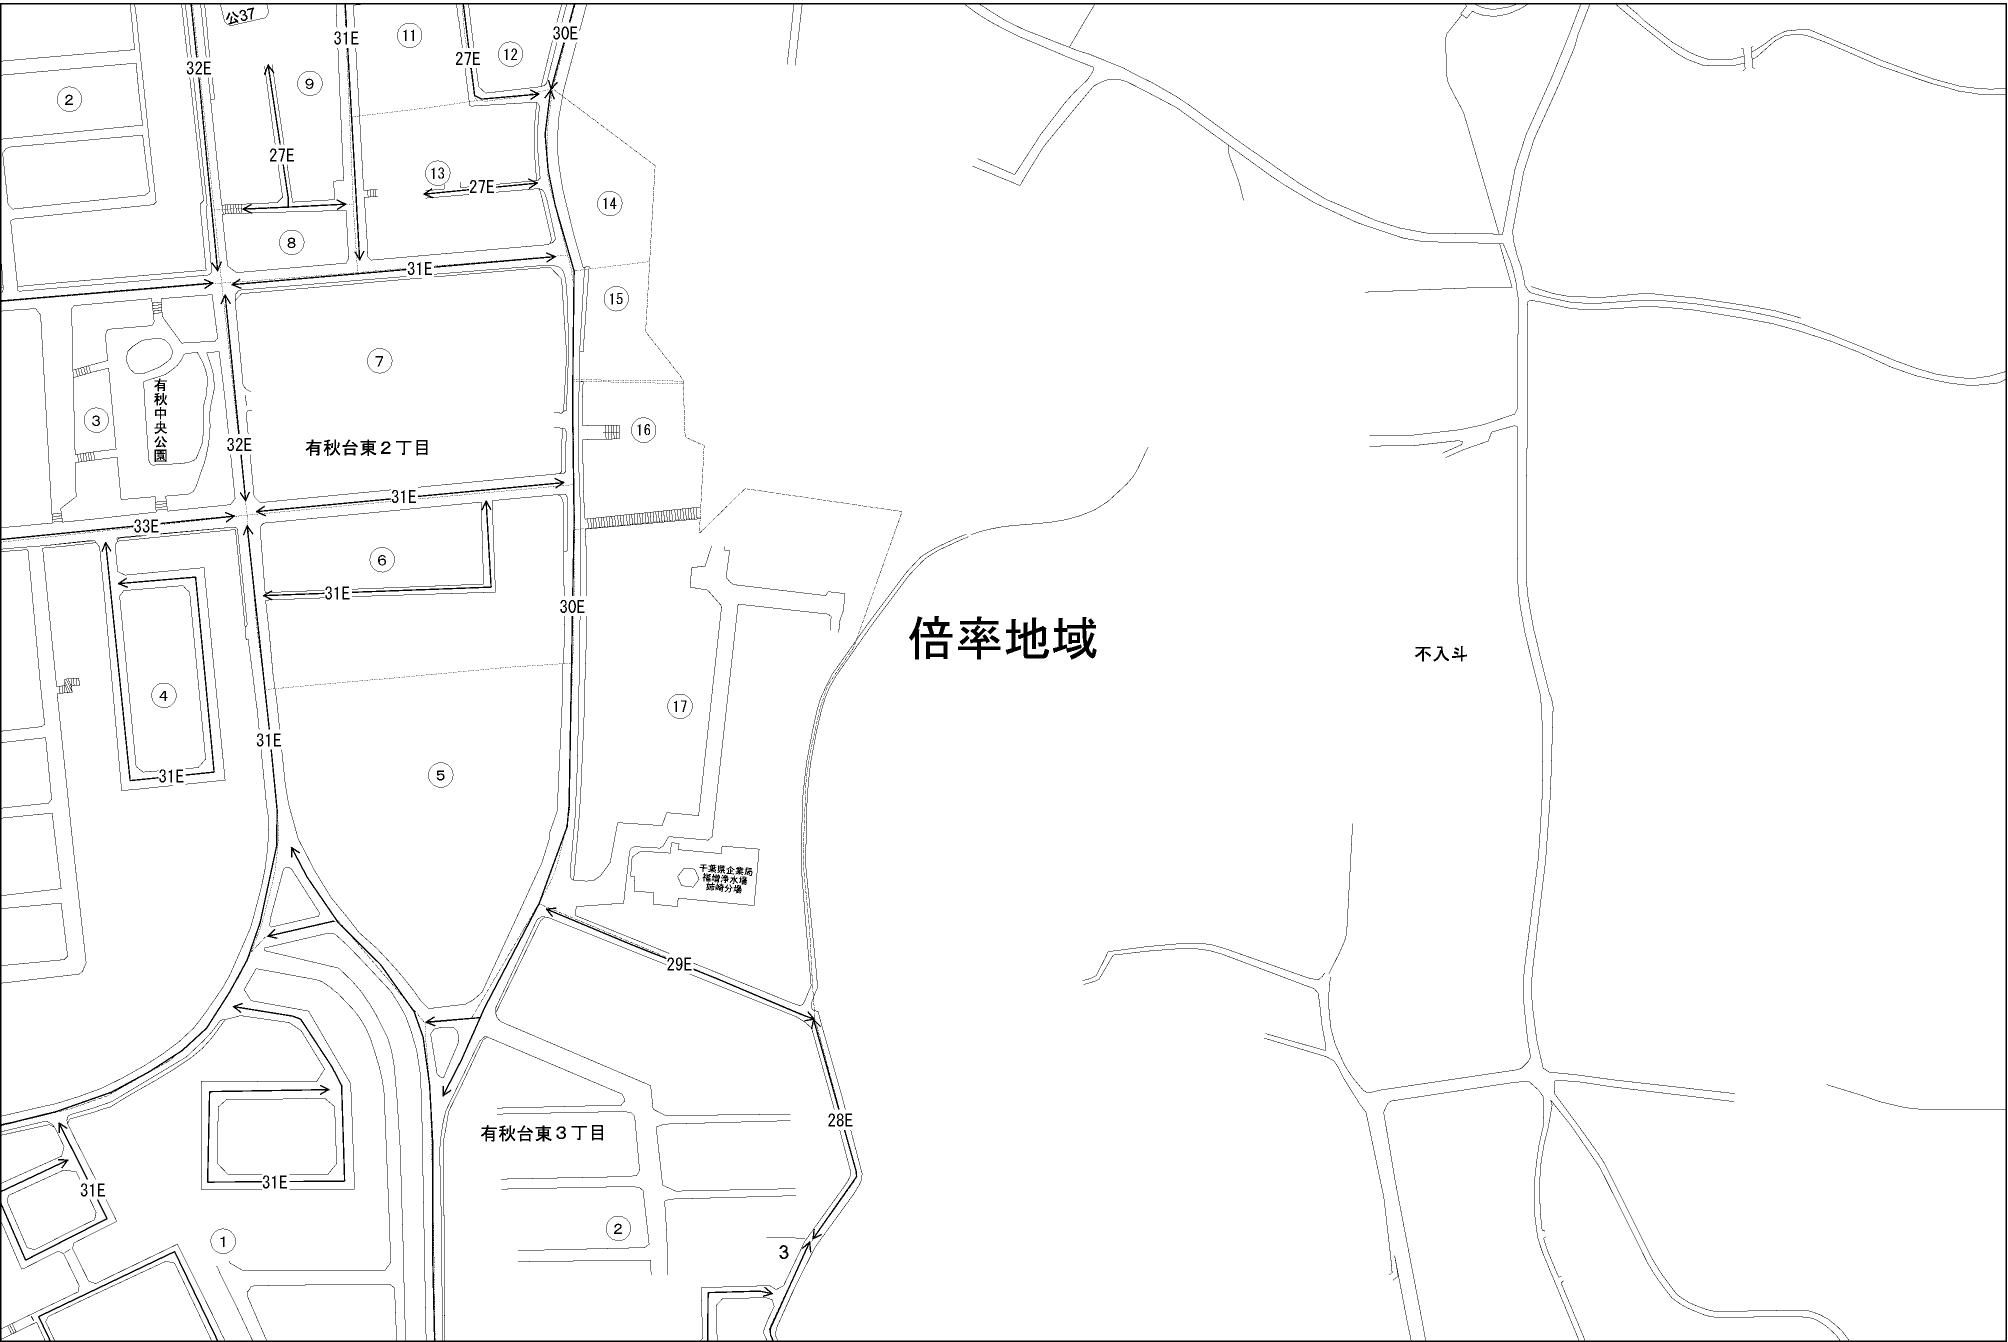 公37
31E
⑪
27E
⑫
30E
32E
⑨
②
27E
⑬
27E
⑭
⑧
31E
⑮
⑦
有秋中央公園
③
32E
有秋台東２丁目
⑯
31E
33E
⑥
31E
30E
倍率地域
不入斗
④
⑰
31E
⑤
31E
千葉県企業局
福増浄水場
姉崎分場
29E
28E
有秋台東３丁目
31E
31E
①
②
3